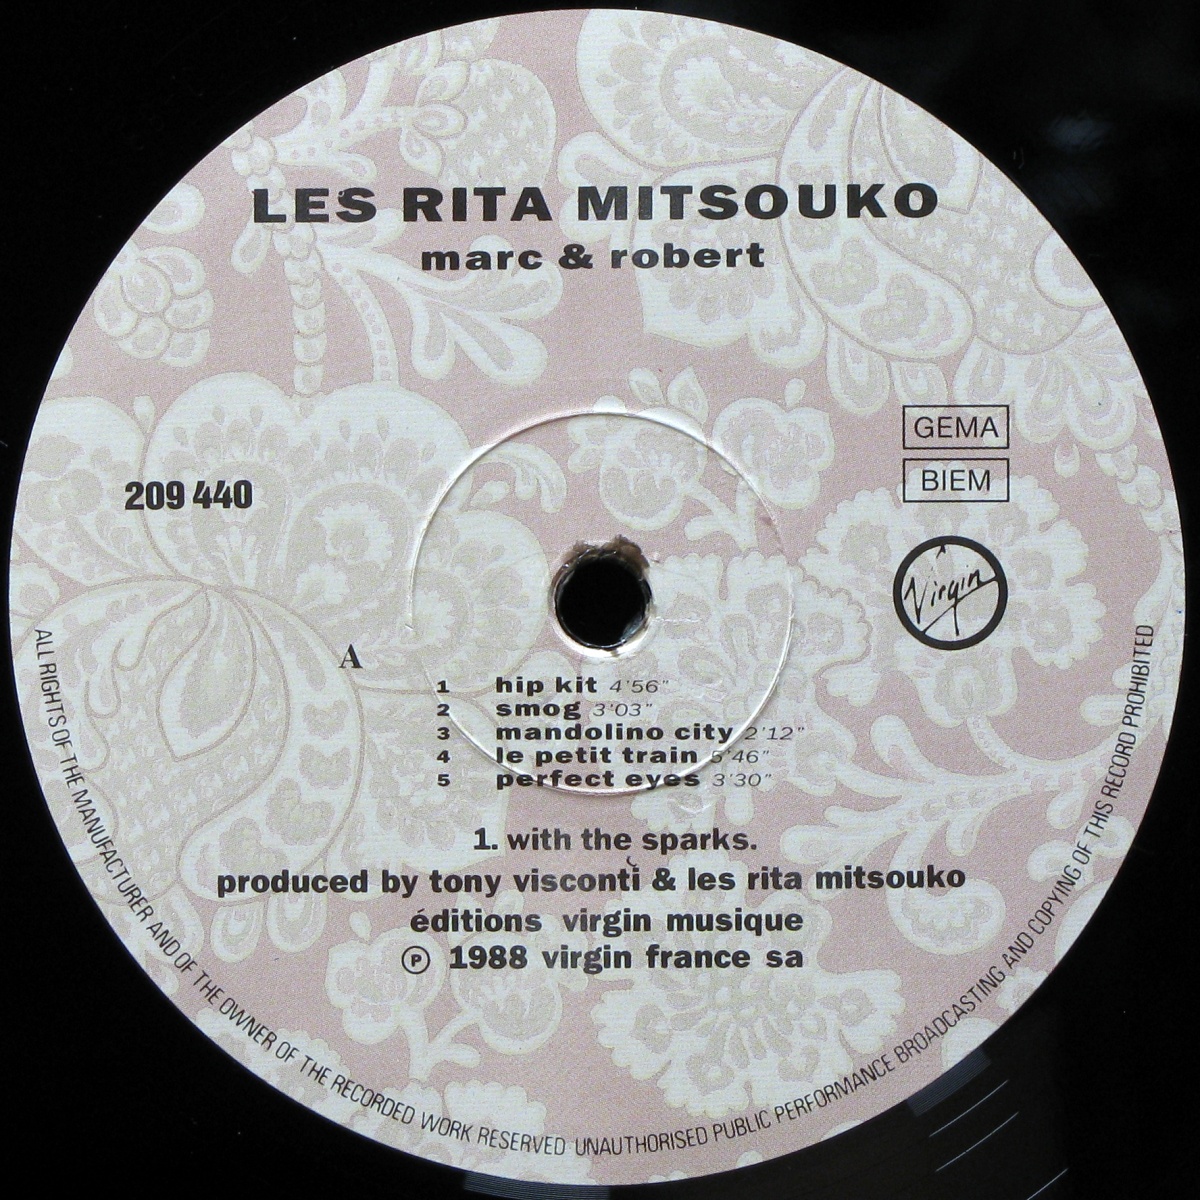 LES RITA MITSOUKO
marc & robert
GEMA
BIEM
209 440
Virgin
A
1 hip kit 4'56"
2 smog 3'03"
3 mandolino city 2'12"
4 le petit train 5'46"
5 perfect eyes 3'30"
1. with the sparks.
produced by tony visconti & les rita mitsouko
éditions virgin musique
Ⓟ 1988 virgin france sa
ALL RIGHTS OF THE MANUFACTURER AND OF THE OWNER OF THE RECORDED WORK RESERVED UNAUTHORISED PUBLIC PERFORMANCE BROADCASTING AND COPYING OF THIS RECORD PROHIBITED